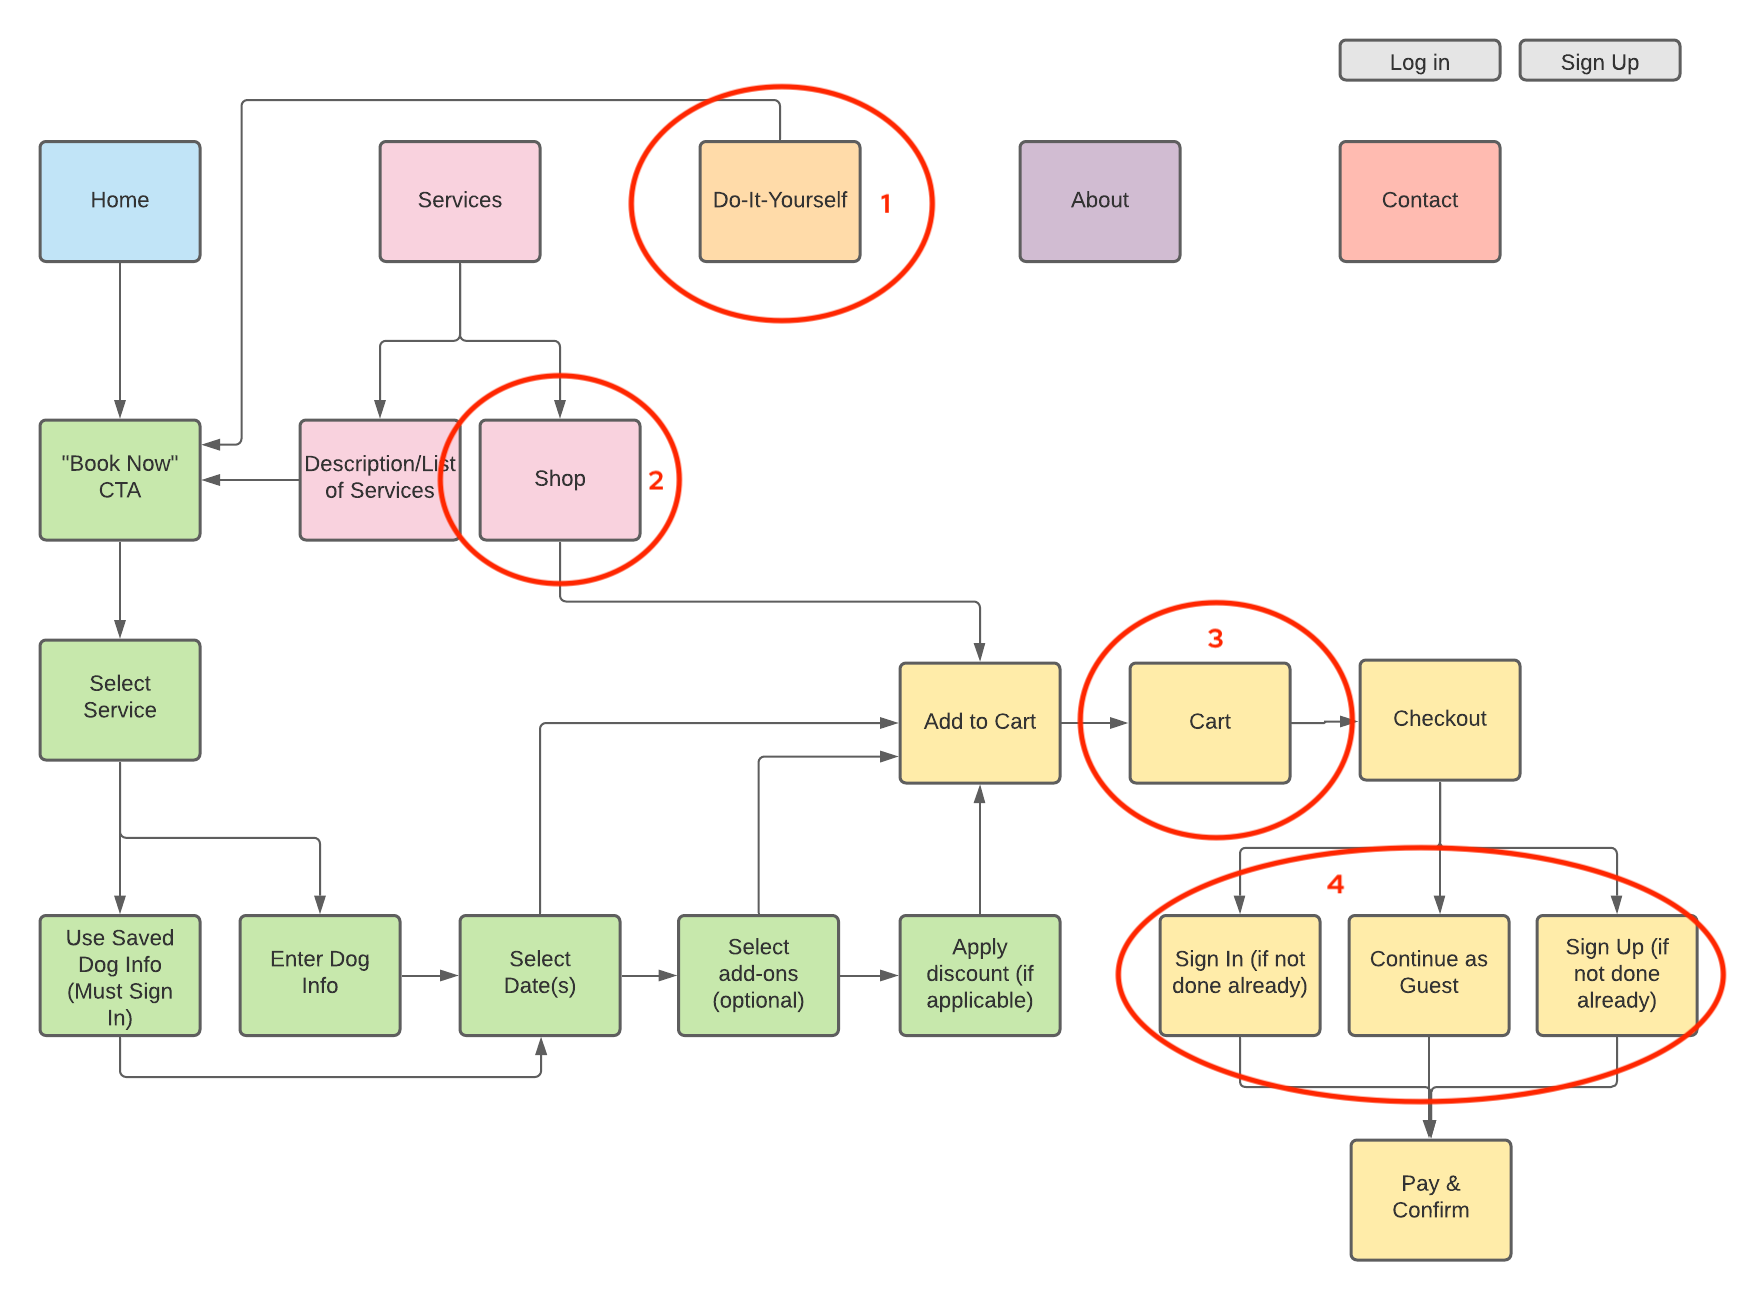 Log in
Sign Up
Home
Services
Do-It-Yourself
1
About
Contact
"Book Now"
CTA
Description/List
of Services
Shop
2
Select
Service
Add to Cart
3
Cart
Checkout
4
Use Saved
Dog Info
(Must Sign
In)
Enter Dog
Info
Select
Date(s)
Select
add-ons
(optional)
Apply
discount (if
applicable)
Sign In (if not
done already)
Continue as
Guest
Sign Up (if
not done
already)
Pay &
Confirm